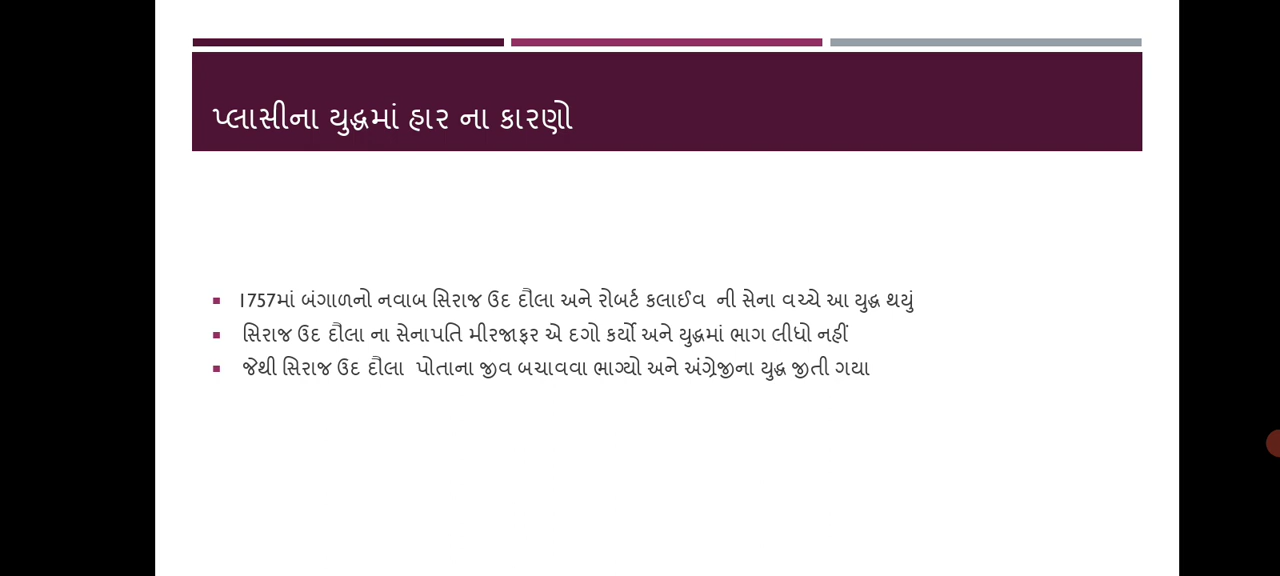 પ્લાસીના યુદ્ધમાં હાર ના કારણો
1757માં બંગાળનો નવાબ સિરાજ ઉદ દૌલા અને રોબર્ટ કલાઈવ ની સેના વચ્ચે આ યુદ્ધ થયું
સિરાજ ઉદ દૌલા ના સેનાપતિ મીરજાફર એ દગો કર્યો અને યુદ્ધમાં ભાગ લીધો નહીં
જેથી સિરાજ ઉદ દૌલા પોતાના જીવ બચાવવા ભાગ્યો અને અંગ્રેજીના યુદ્ધ જીતી ગયા